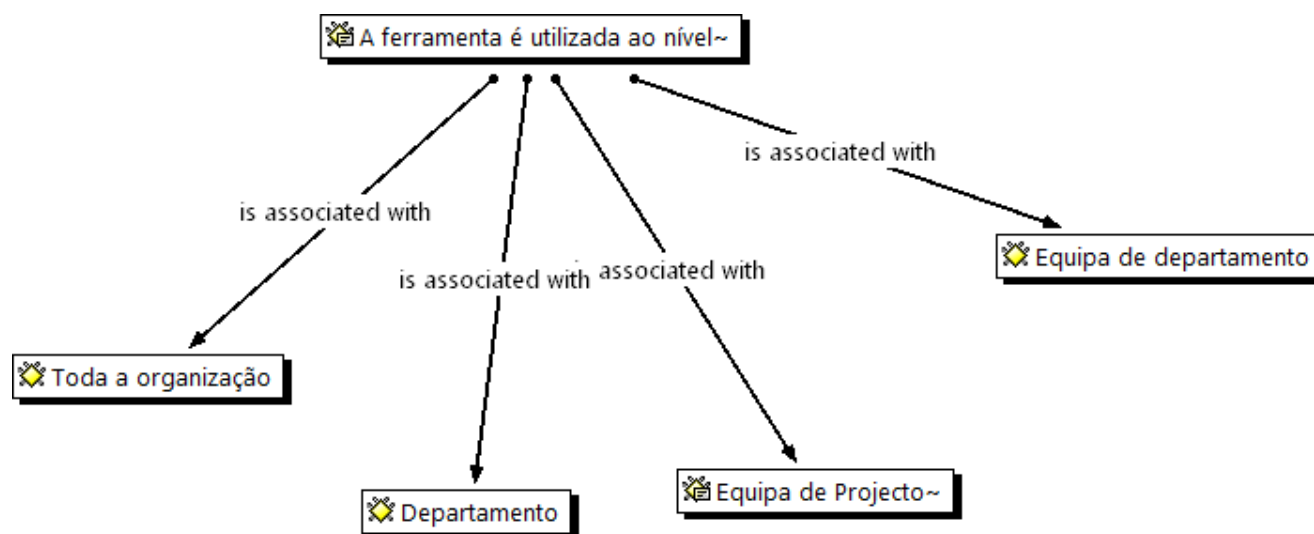 A ferramenta é utilizada ao nível~
is associated with
is associated with
is associated with
associated with
Equipa de departamento
Toda a organização
Equipa de Projecto~
Departamento